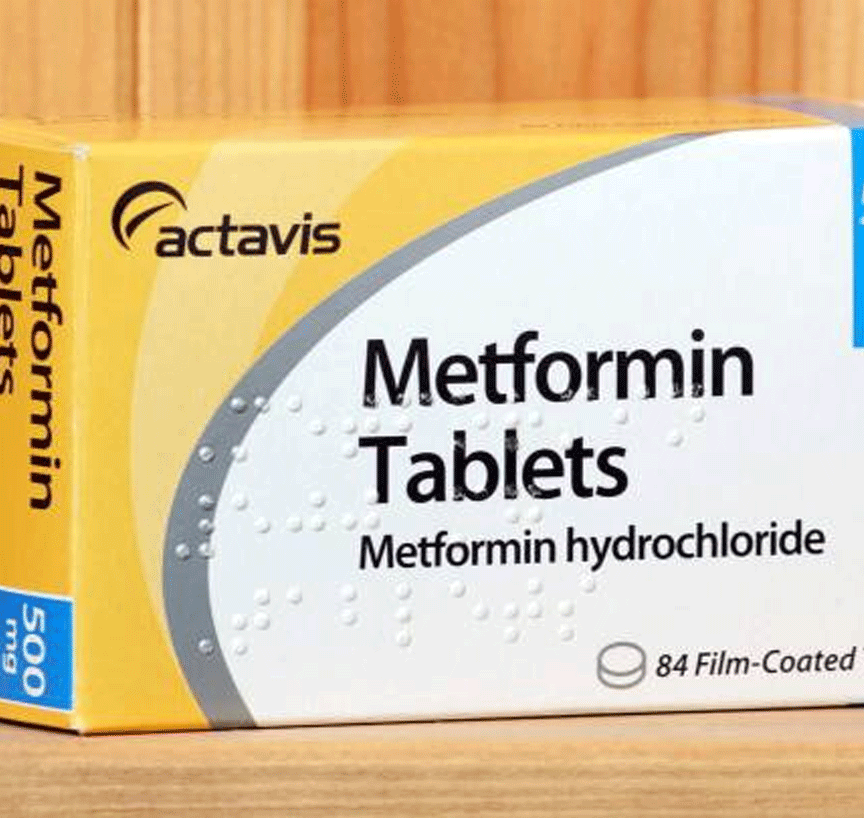 Metformin
Tablets
500
mg
actavis
Metformin
Tablets
Metformin hydrochloride
84 Film-Coated